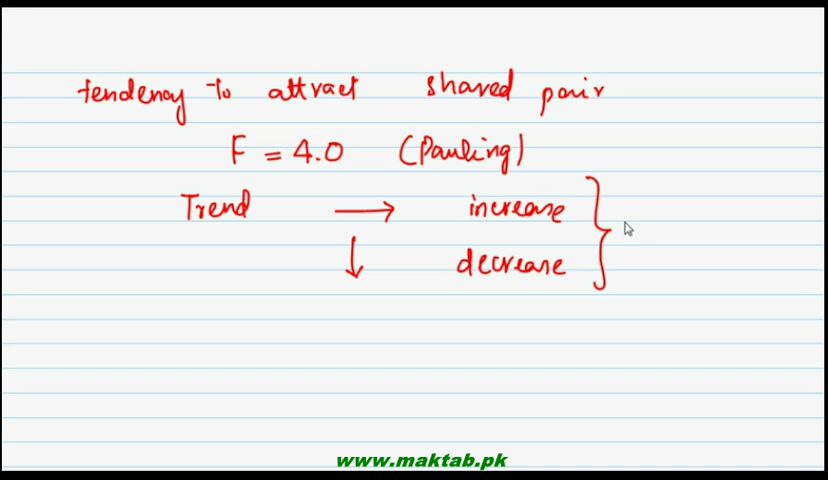 tendency to attract shared pair
F = 4.0 (Pauling)
Trend → increase
↓ decrease
www.maktab.pk